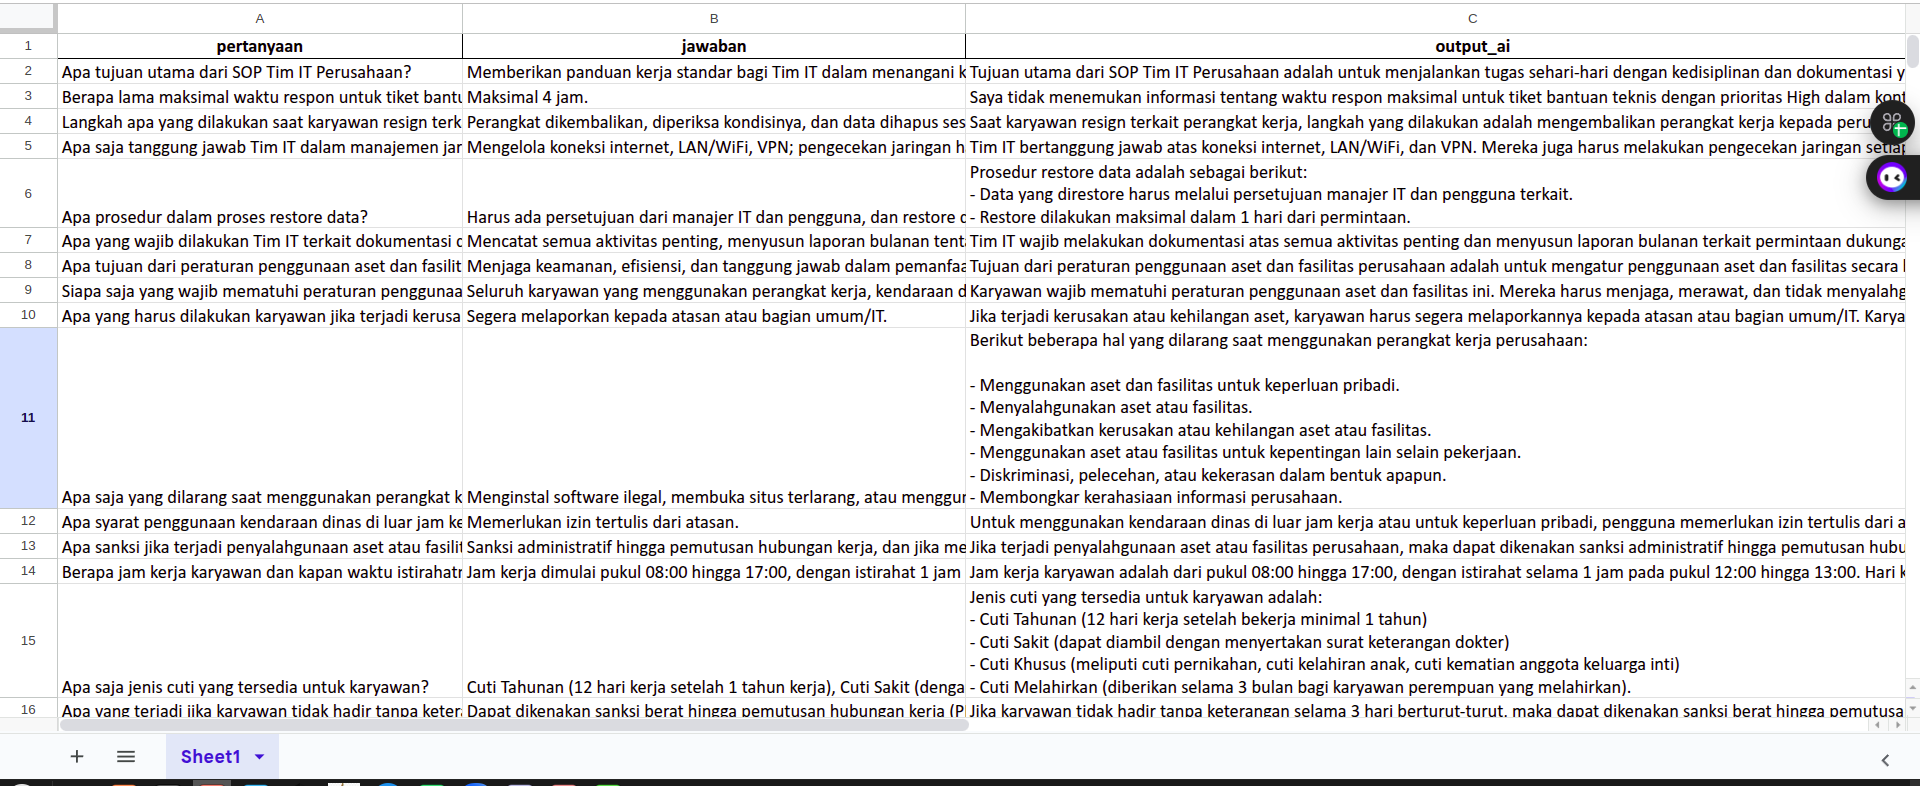 A B C
1 pertanyaan jawaban output_ai
2 Apa tujuan utama dari SOP Tim IT Perusahaan? Memberikan panduan kerja standar bagi Tim IT dalam menangani k Tujuan utama dari SOP Tim IT Perusahaan adalah untuk menjalankan tugas sehari-hari dengan kedisiplinan dan dokumentasi y
3 Berapa lama maksimal waktu respon untuk tiket bantu Maksimal 4 jam. Saya tidak menemukan informasi tentang waktu respon maksimal untuk tiket bantuan teknis dengan prioritas High dalam kont
4 Langkah apa yang dilakukan saat karyawan resign terk Perangkat dikembalikan, diperiksa kondisinya, dan data dihapus ses Saat karyawan resign terkait perangkat kerja, langkah yang dilakukan adalah mengembalikan perangkat kerja kepada peru
5 Apa saja tanggung jawab Tim IT dalam manajemen jar Mengelola koneksi internet, LAN/WiFi, VPN; pengecekan jaringan h Tim IT bertanggung jawab atas koneksi internet, LAN/WiFi, dan VPN. Mereka juga harus melakukan pengecekan jaringan setiap
Prosedur restore data adalah sebagai berikut:
6 - Data yang direstore harus melalui persetujuan manajer IT dan pengguna terkait.
Apa prosedur dalam proses restore data? Harus ada persetujuan dari manajer IT dan pengguna, dan restore d - Restore dilakukan maksimal dalam 1 hari dari permintaan.
7 Apa yang wajib dilakukan Tim IT terkait dokumentasi d Mencatat semua aktivitas penting, menyusun laporan bulanan tent Tim IT wajib melakukan dokumentasi atas semua aktivitas penting dan menyusun laporan bulanan terkait permintaan dukunga
8 Apa tujuan dari peraturan penggunaan aset dan fasilit Menjaga keamanan, efisiensi, dan tanggung jawab dalam pemanfaa Tujuan dari peraturan penggunaan aset dan fasilitas perusahaan adalah untuk mengatur penggunaan aset dan fasilitas secara
9 Siapa saja yang wajib mematuhi peraturan penggunaa Seluruh karyawan yang menggunakan perangkat kerja, kendaraan d Karyawan wajib mematuhi peraturan penggunaan aset dan fasilitas ini. Mereka harus menjaga, merawat, dan tidak menyalahg
10 Apa yang harus dilakukan karyawan jika terjadi kerusa Segera melaporkan kepada atasan atau bagian umum/IT. Jika terjadi kerusakan atau kehilangan aset, karyawan harus segera melaporkannya kepada atasan atau bagian umum/IT. Karya
Berikut beberapa hal yang dilarang saat menggunakan perangkat kerja perusahaan:
- Menggunakan aset dan fasilitas untuk keperluan pribadi.
- Menyalahgunakan aset atau fasilitas.
11 - Mengakibatkan kerusakan atau kehilangan aset atau fasilitas.
- Menggunakan aset atau fasilitas untuk kepentingan lain selain pekerjaan.
- Diskriminasi, pelecehan, atau kekerasan dalam bentuk apapun.
Apa saja yang dilarang saat menggunakan perangkat k Menginstal software ilegal, membuka situs terlarang, atau menggun - Membongkar kerahasiaan informasi perusahaan.
12 Apa syarat penggunaan kendaraan dinas di luar jam ke Memerlukan izin tertulis dari atasan. Untuk menggunakan kendaraan dinas di luar jam kerja atau untuk keperluan pribadi, pengguna memerlukan izin tertulis dari a
13 Apa sanksi jika terjadi penyalahgunaan aset atau fasilit Sanksi administratif hingga pemutusan hubungan kerja, dan jika me Jika terjadi penyalahgunaan aset atau fasilitas perusahaan, maka dapat dikenakan sanksi administratif hingga pemutusan hubu
14 Berapa jam kerja karyawan dan kapan waktu istirahatn Jam kerja dimulai pukul 08:00 hingga 17:00, dengan istirahat 1 jam Jam kerja karyawan adalah dari pukul 08:00 hingga 17:00, dengan istirahat selama 1 jam pada pukul 12:00 hingga 13:00. Hari k
Jenis cuti yang tersedia untuk karyawan adalah:
- Cuti Tahunan (12 hari kerja setelah bekerja minimal 1 tahun)
15 - Cuti Sakit (dapat diambil dengan menyertakan surat keterangan dokter)
- Cuti Khusus (meliputi cuti pernikahan, cuti kelahiran anak, cuti kematian anggota keluarga inti)
Apa saja jenis cuti yang tersedia untuk karyawan? Cuti Tahunan (12 hari kerja setelah 1 tahun kerja), Cuti Sakit (denga - Cuti Melahirkan (diberikan selama 3 bulan bagi karyawan perempuan yang melahirkan).
16 Apa yang terjadi jika karyawan tidak hadir tanpa keter Dapat dikenakan sanksi berat hingga pemutusan hubungan kerja (P Jika karyawan tidak hadir tanpa keterangan selama 3 hari berturut-turut, maka dapat dikenakan sanksi berat hingga pemutusa
Sheet1